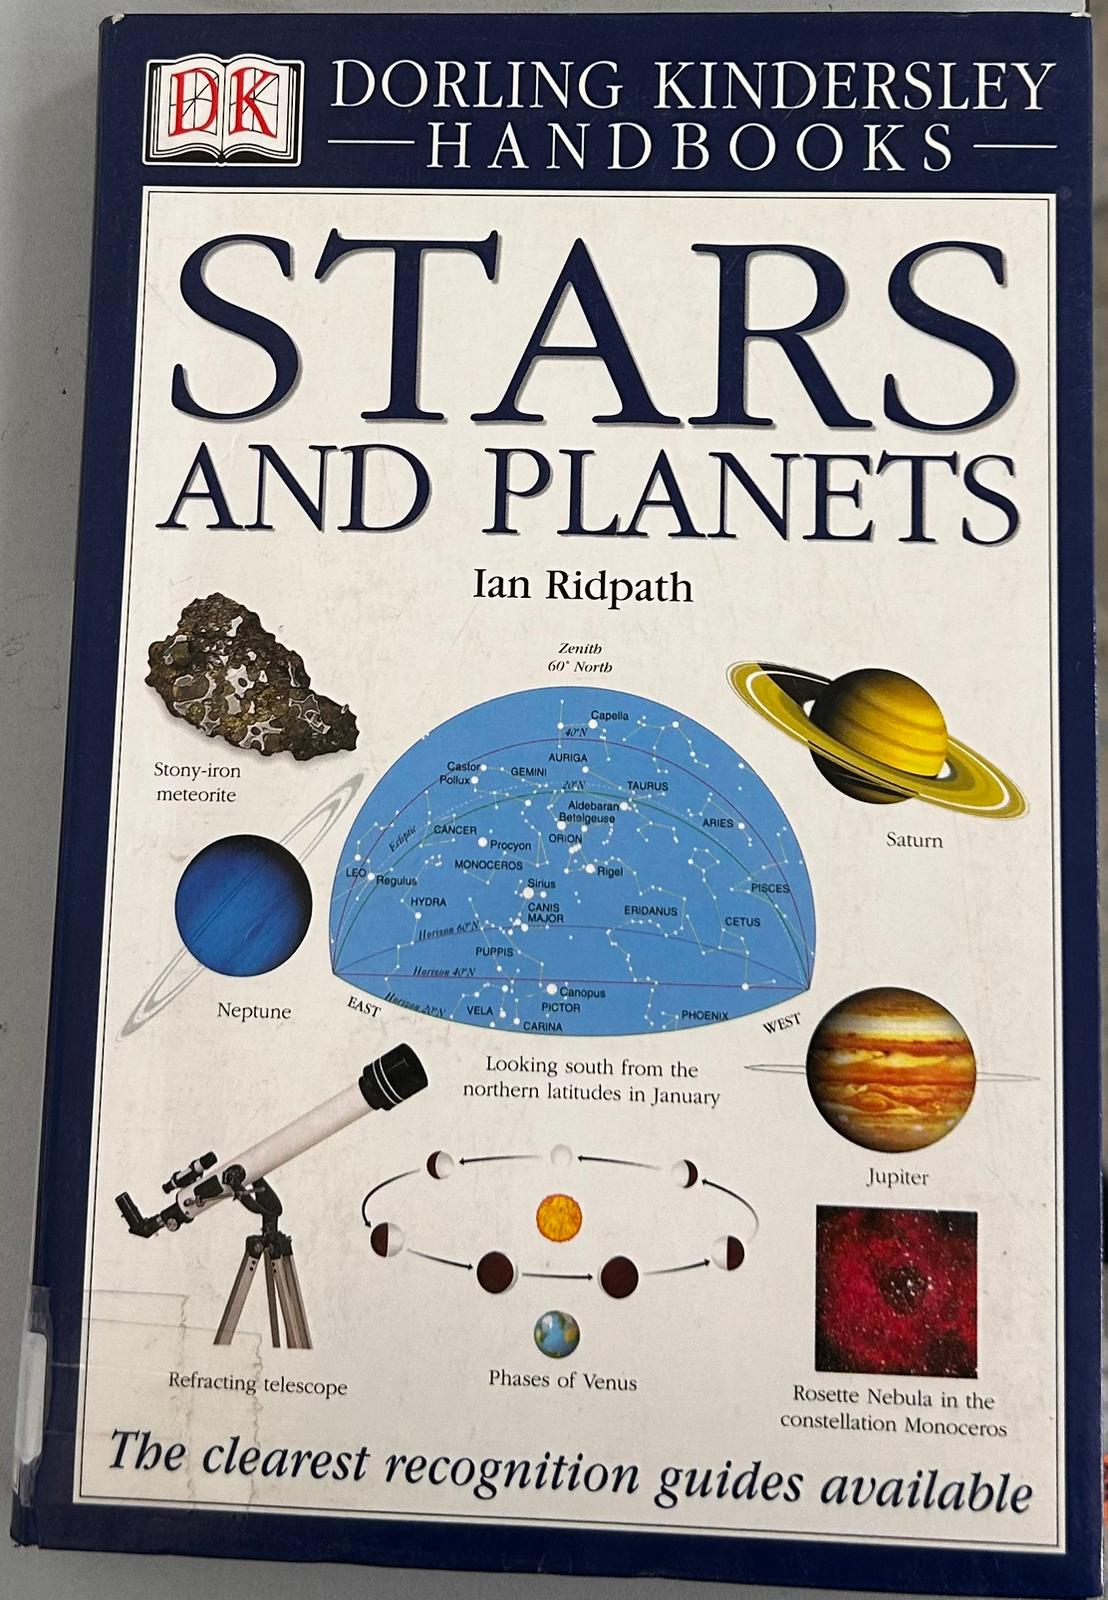 DK
DORLING KINDERSLEY
HANDBOOKS
STARS
AND PLANETS
Ian Ridpath
Stony-iron
meteorite
Zenith
60° North
Capella
40°N
AURIGA
Castor
Pollux
GEMINI
20°N
TAURUS
Aldebaran
Betelgeuse
ARIES
Ecliptic
CANCER
Procyon
ORION
MONOCEROS
Rigel
LEO
Regulus
Sirius
PISCES
HYDRA
CANIS
MAJOR
ERIDANUS
CETUS
Horizon 60°N
PUPPIS
Horizon 40°N
Canopus
Horizon 20°N
VELA
PICTOR
CARINA
PHOENIX
EAST
WEST
Looking south from the
northern latitudes in January
Saturn
Neptune
Jupiter
Refracting telescope
Phases of Venus
Rosette Nebula in the
constellation Monoceros
The clearest recognition guides available